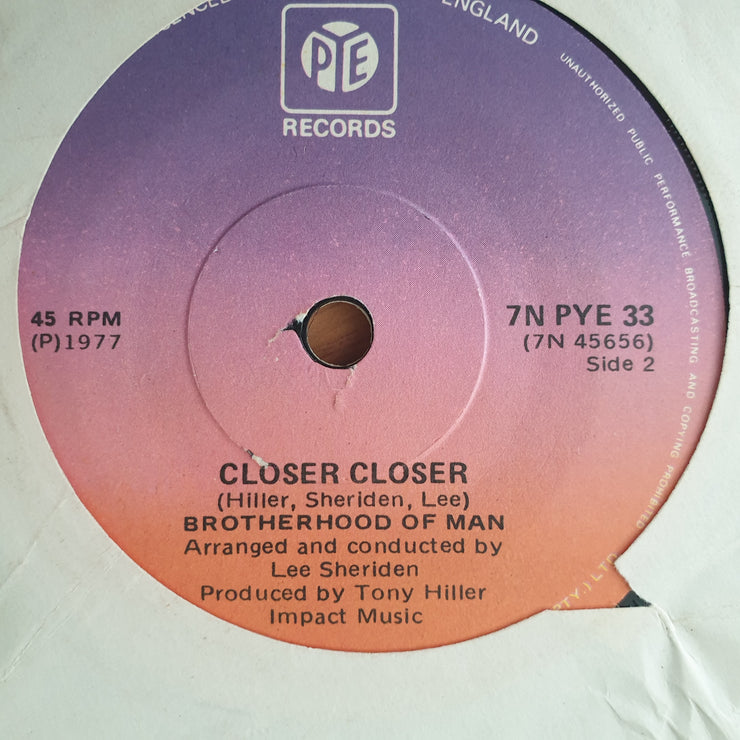 ENGLAND
UNAUTHORIZED PUBLIC PERFORMANCE BROADCASTING AND COPYING PROHIBITED
PYE
RECORDS
45 RPM
(P)1977
7N PYE 33
(7N 45656)
Side 2
CLOSER CLOSER
(Hiller, Sheriden, Lee)
BROTHERHOOD OF MAN
Arranged and conducted by
Lee Sheriden
Produced by Tony Hiller
Impact Music
PTY.) LTD